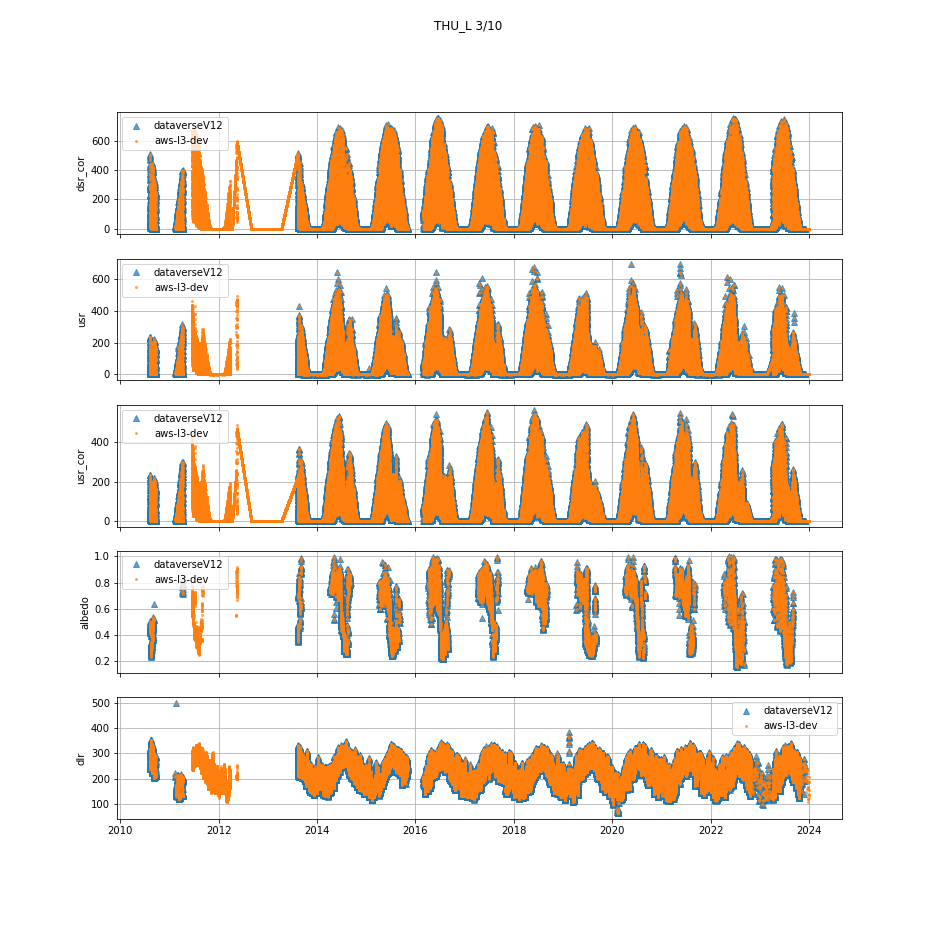 THU_L 3/10
dsr_cor
600
400
200
0
dataverseV12
aws-l3-dev
usr
600
400
200
0
dataverseV12
aws-l3-dev
usr_cor
400
200
0
dataverseV12
aws-l3-dev
albedo
1.0
0.8
0.6
0.4
0.2
dataverseV12
aws-l3-dev
dlr
500
400
300
200
100
dataverseV12
aws-l3-dev
2010 2012 2014 2016 2018 2020 2022 2024